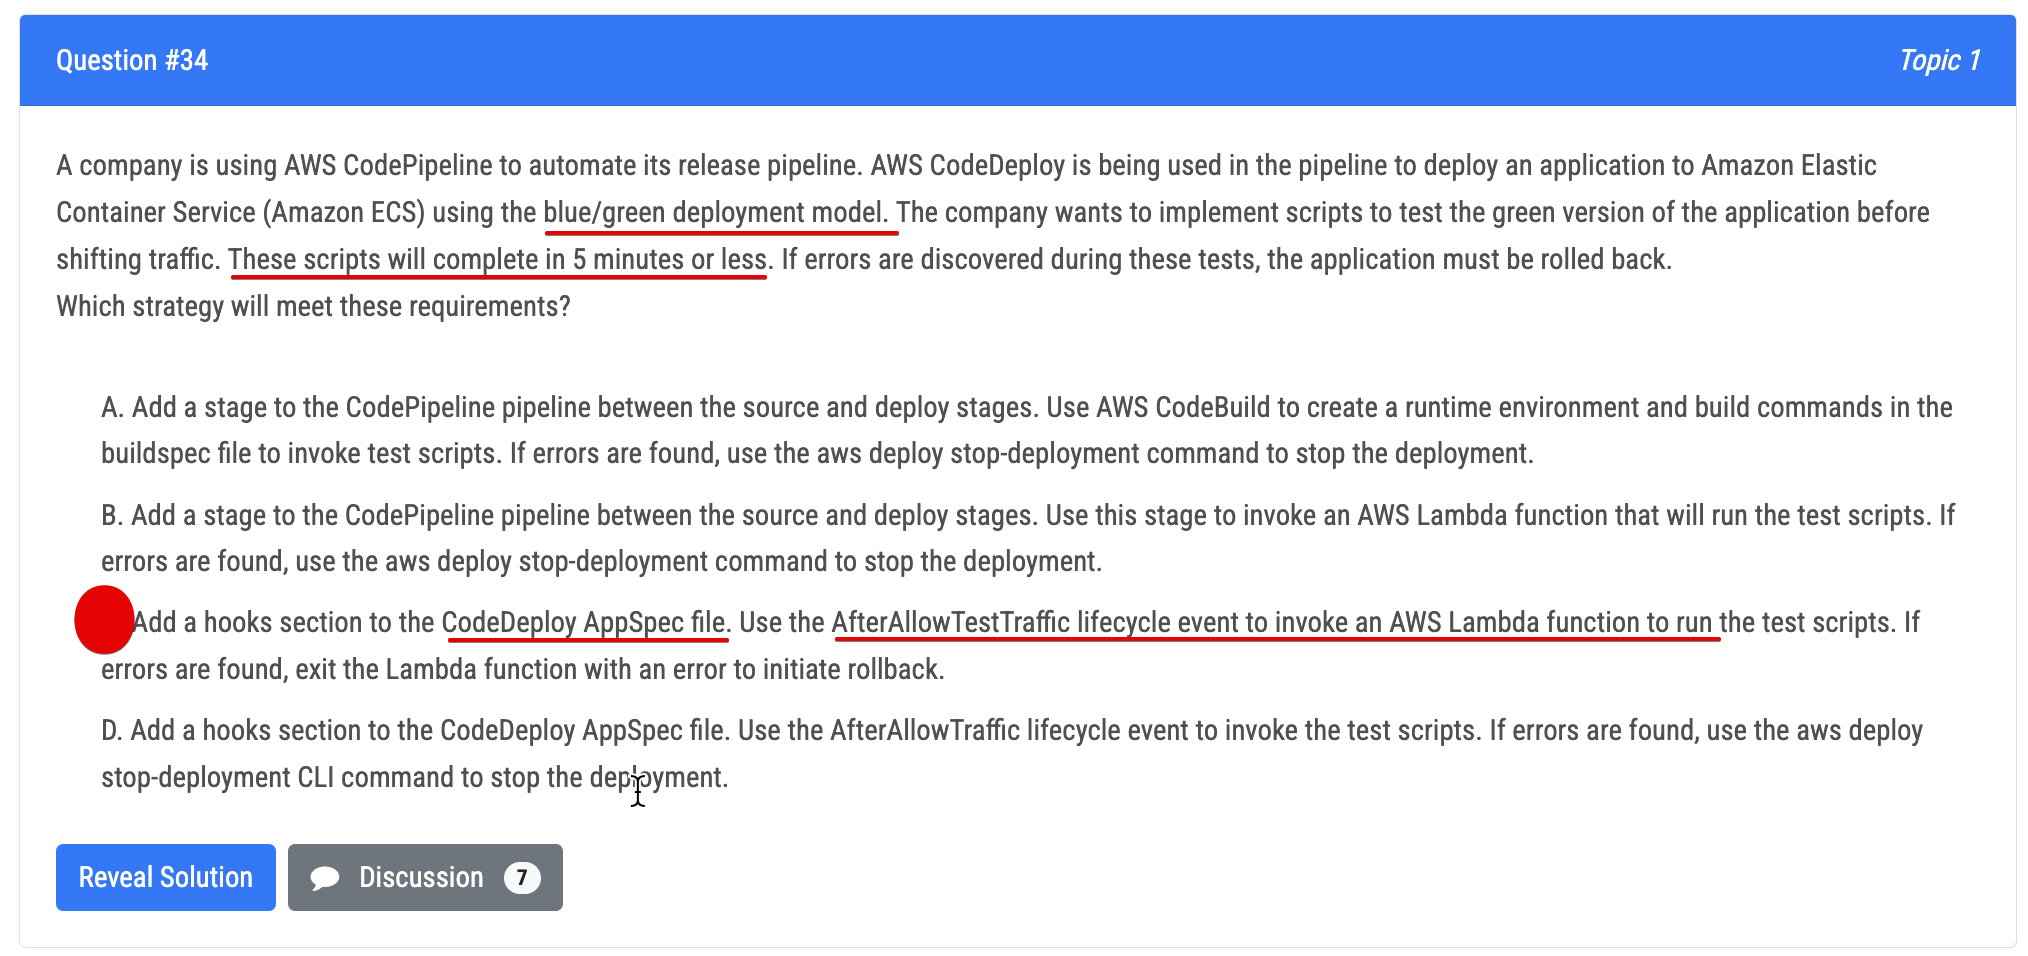 Question #34
Topic 1
A company is using AWS CodePipeline to automate its release pipeline. AWS CodeDeploy is being used in the pipeline to deploy an application to Amazon Elastic
Container Service (Amazon ECS) using the blue/green deployment model. The company wants to implement scripts to test the green version of the application before
shifting traffic. These scripts will complete in 5 minutes or less. If errors are discovered during these tests, the application must be rolled back.
Which strategy will meet these requirements?
A. Add a stage to the CodePipeline pipeline between the source and deploy stages. Use AWS CodeBuild to create a runtime environment and build commands in the
buildspec file to invoke test scripts. If errors are found, use the aws deploy stop-deployment command to stop the deployment.
B. Add a stage to the CodePipeline pipeline between the source and deploy stages. Use this stage to invoke an AWS Lambda function that will run the test scripts. If
errors are found, use the aws deploy stop-deployment command to stop the deployment.
Add a hooks section to the CodeDeploy AppSpec file. Use the AfterAllowTestTraffic lifecycle event to invoke an AWS Lambda function to run the test scripts. If
errors are found, exit the Lambda function with an error to initiate rollback.
D. Add a hooks section to the CodeDeploy AppSpec file. Use the AfterAllowTraffic lifecycle event to invoke the test scripts. If errors are found, use the aws deploy
stop-deployment CLI command to stop the deployment.
Reveal Solution
Discussion 7